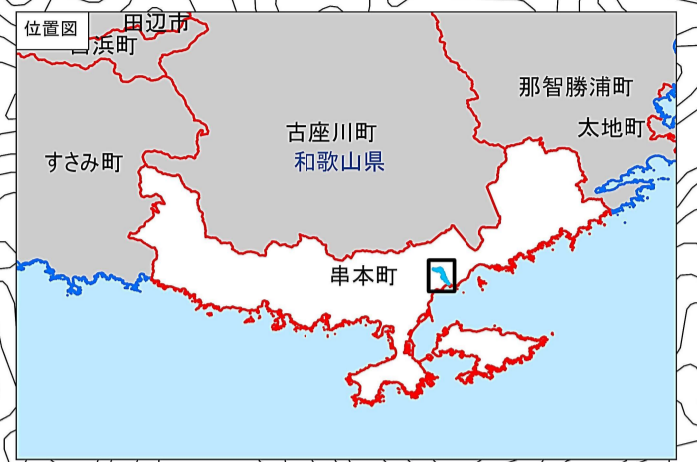 位置図
田辺市
白浜町
那智勝浦町
太地町
古座川町
和歌山県
すさみ町
串本町